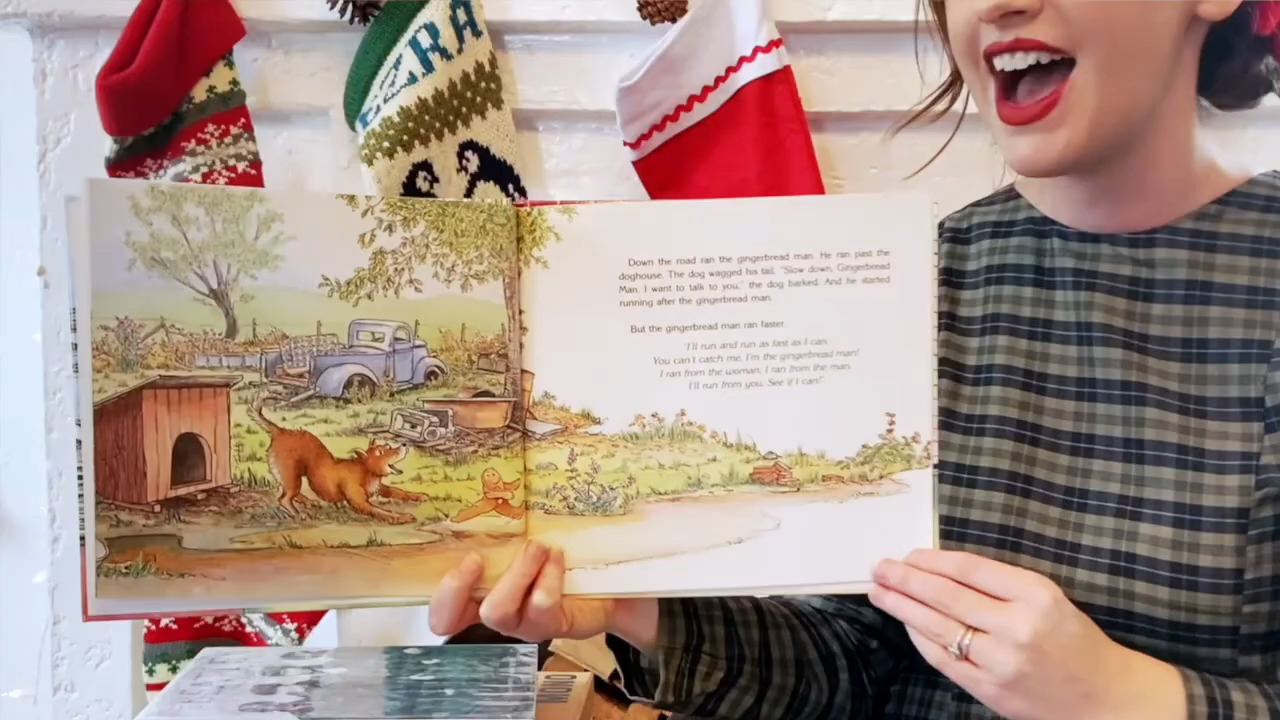 EZRA
Down the road ran the gingerbread man. He ran past the
doghouse. The dog wagged his tail. "Slow down, Gingerbread
Man. I want to talk to you," the dog barked. And he started
running after the gingerbread man.
But the gingerbread man ran faster.
"I'll run and run as fast as I can.
You can't catch me. I'm the gingerbread man!
I ran from the woman, I ran from the man.
I'll run from you. See if I can!"